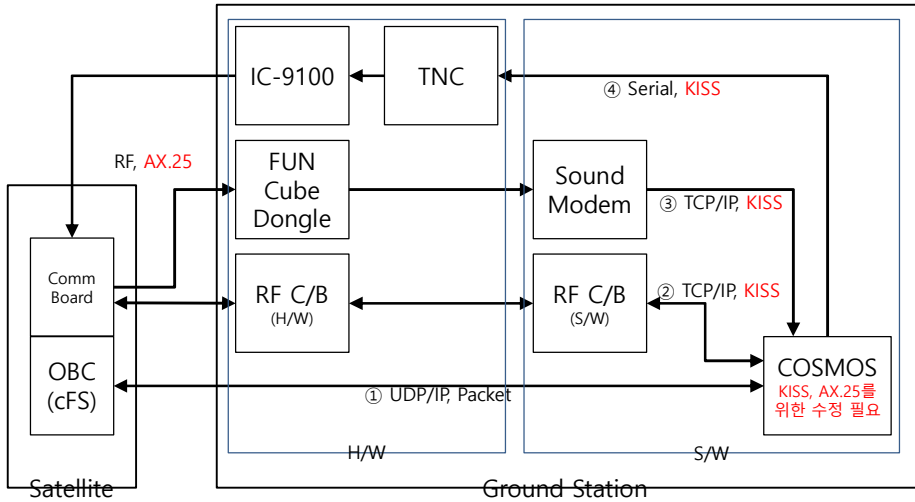 IC-9100
TNC
④ Serial, KISS
RF, AX.25
FUN
Cube
Dongle
Sound
Modem
③ TCP/IP, KISS
Comm
Board
RF C/B
(H/W)
RF C/B
(S/W)
② TCP/IP, KISS
OBC
(cFS)
① UDP/IP, Packet
COSMOS
KISS, AX.25를
위한 수정 필요
H/W
S/W
Satellite
Ground Station